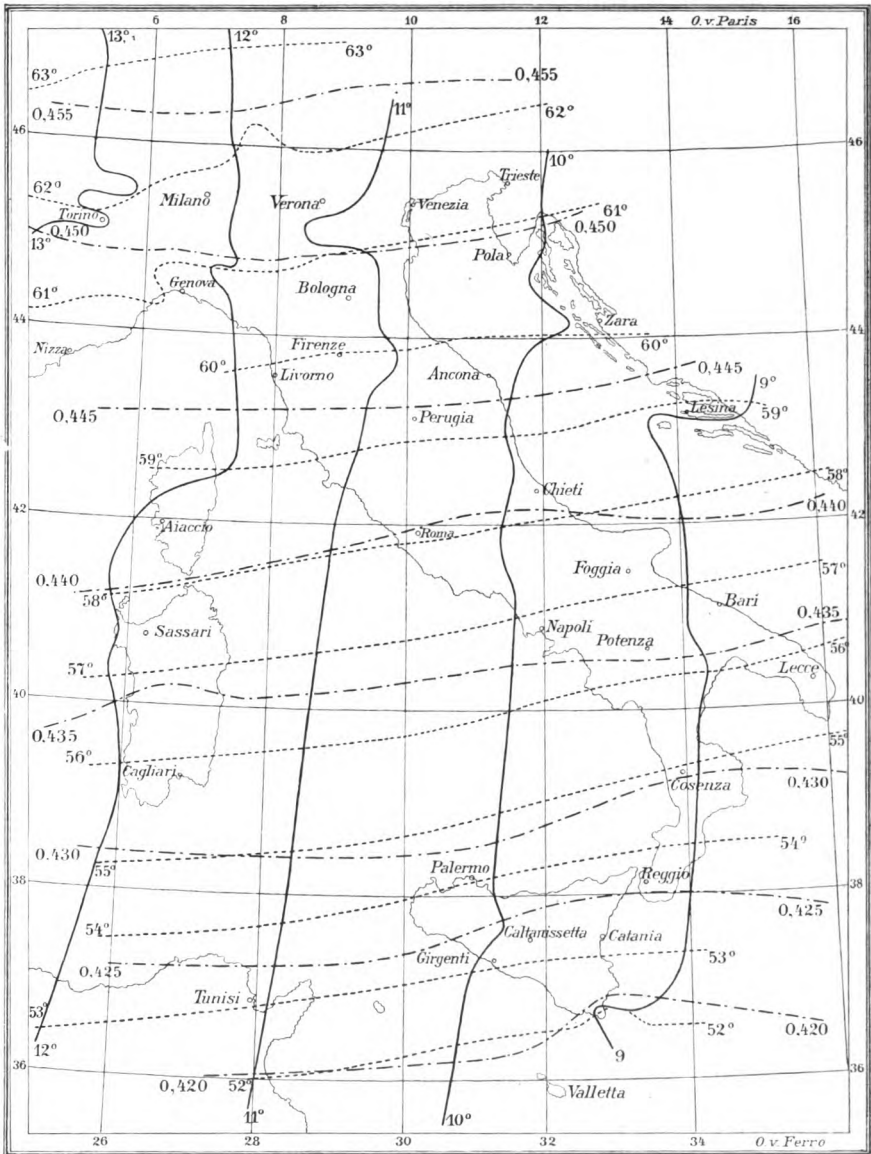 6 8 10 12 14 O.v.Paris 16
13° 12°
63° 63°
0,455 0,455
11° 62°
46 46
10°
Trieste
62° Milano Verona Venezia
Torino 61°
0,450 0,450
13° Pola
Genova Bologna
61°
Zara
44 44
Nizza Firenze 60°
60° Livorno Ancona 0,445
9°
0,445 Perugia Lesina 59°
59° 58°
Chieti
42 0,440 42
Aiaccio Roma
0,440 Foggia 57°
58° Bari
Sassari Napoli Potenza 0,435
57° 56°
Lecce
40 40
0,435
56° 55°
Cagliari Cosenza 0,430
0,430 54°
55° Palermo Reggio
38 38
0,425
54° Caltanissetta Catania
0,425 Girgenti 53°
Tunisi
53° 52° 0,420
12° 9
36 36
0,420 52°
Valletta
11° 10°
26 28 30 32 34 O.v.Ferro